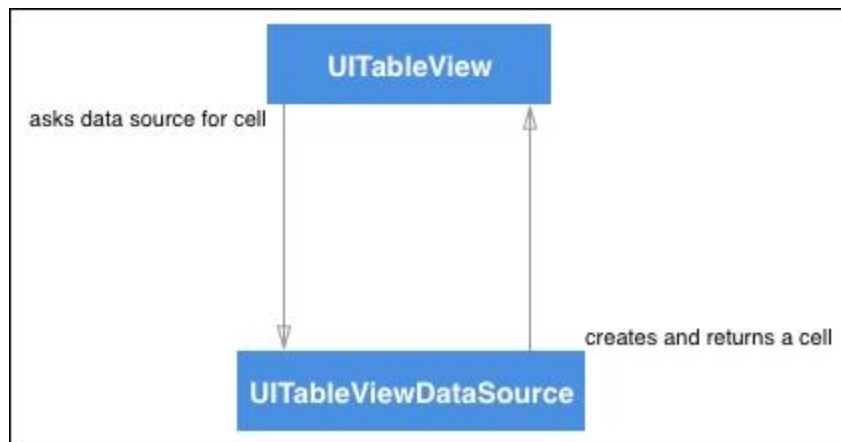 UITableView
asks data source for cell
creates and returns a cell
UITableViewDataSource